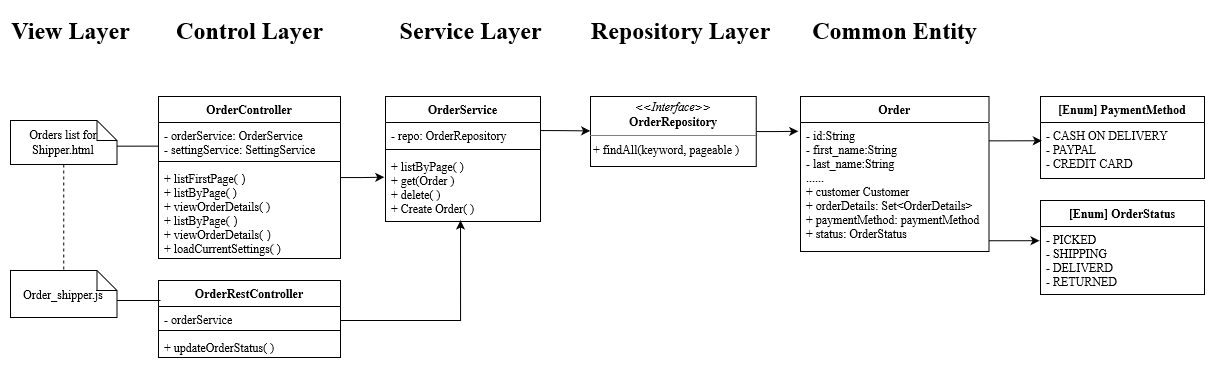 View Layer
Control Layer
Service Layer
Repository Layer
Common Entity
Orders list for
Shipper.html
Order_shipper.js
OrderController
- orderService: OrderService
- settingService: SettingService
+ listFirstPage( )
+ listByPage( )
+ viewOrderDetails( )
+ listByPage( )
+ viewOrderDetails( )
+ loadCurrentSettings( )
OrderRestController
- orderService
+ updateOrderStatus( )
OrderService
- repo: OrderRepository
+ listByPage( )
+ get(Order )
+ delete( )
+ Create Order( )
<<Interface>>
OrderRepository
+ findAll(keyword, pageable )
Order
- id:String
- first_name:String
- last_name:String
......
+ customer Customer
+ orderDetails: Set<OrderDetails>
+ paymentMethod: paymentMethod
+ status: OrderStatus
[Enum] PaymentMethod
- CASH ON DELIVERY
- PAYPAL
- CREDIT CARD
[Enum] OrderStatus
- PICKED
- SHIPPING
- DELIVERD
- RETURNED